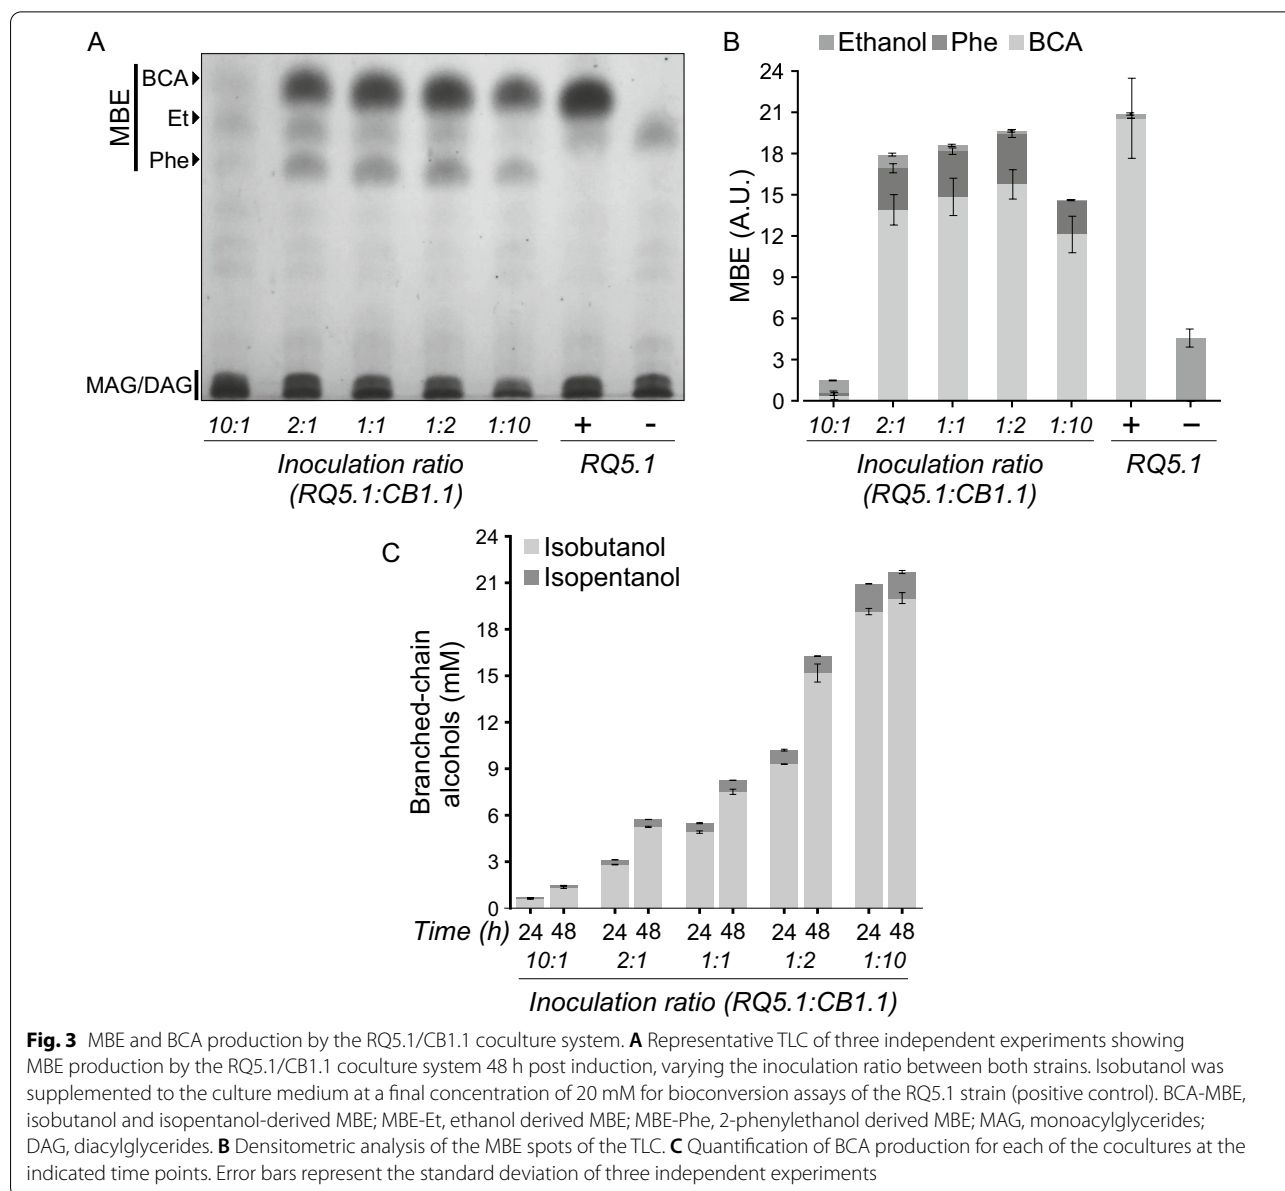 A
BCA
Et
Phe
MBE
MAG/DAG
10:1 2:1 1:1 1:2 1:10 + -
Inoculation ratio
(RQ5.1:CB1.1)
RQ5.1
B
Ethanol Phe BCA
24
21
18
15
12
9
6
3
0
MBE (A.U.)
10:1 2:1 1:1 1:2 1:10 + −
Inoculation ratio
(RQ5.1:CB1.1)
RQ5.1
C
Isobutanol
Isopentanol
24
21
18
15
12
9
6
3
0
Branched-chain
alcohols (mM)
Time (h) 24 48 24 48 24 48 24 48 24 48
10:1 2:1 1:1 1:2 1:10
Inoculation ratio (RQ5.1:CB1.1)
Fig. 3 MBE and BCA production by the RQ5.1/CB1.1 coculture system. A Representative TLC of three independent experiments showing
MBE production by the RQ5.1/CB1.1 coculture system 48 h post induction, varying the inoculation ratio between both strains. Isobutanol was
supplemented to the culture medium at a final concentration of 20 mM for bioconversion assays of the RQ5.1 strain (positive control). BCA-MBE,
isobutanol and isopentanol-derived MBE; MBE-Et, ethanol derived MBE; MBE-Phe, 2-phenylethanol derived MBE; MAG, monoacylglycerides;
DAG, diacylglycerides. B Densitometric analysis of the MBE spots of the TLC. C Quantification of BCA production for each of the cocultures at the
indicated time points. Error bars represent the standard deviation of three independent experiments